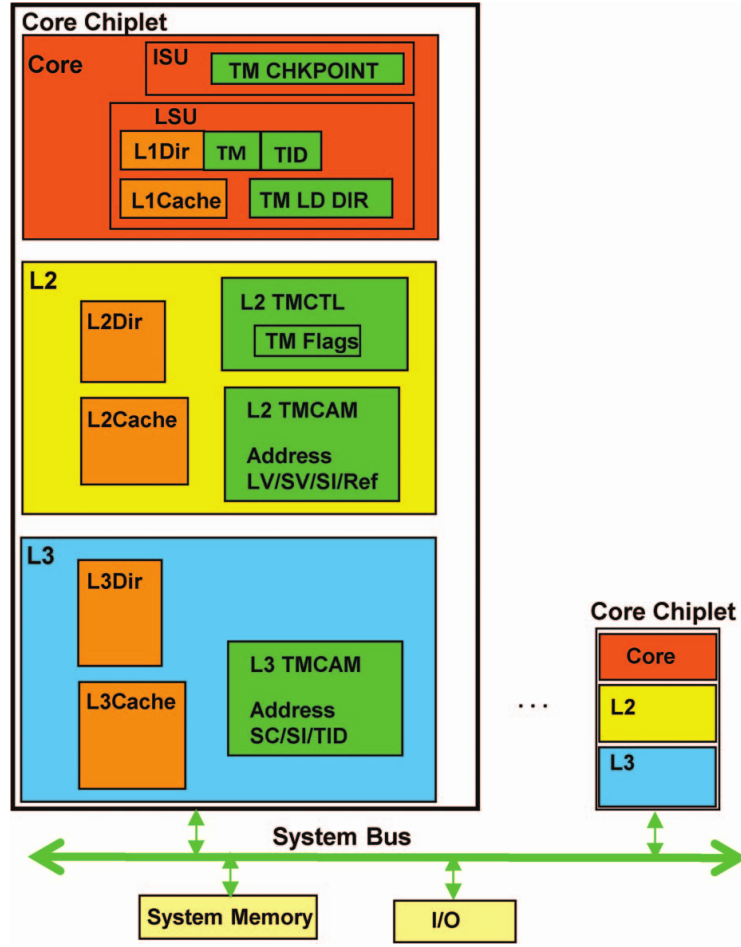 Core Chiplet
Core
ISU
TM CHKPOINT
LSU
L1Dir
TM
TID
L1Cache
TM LD DIR
L2
L2Dir
L2 TMCTL
TM Flags
L2Cache
L2 TMCAM
Address
LV/SV/SI/Ref
L3
L3Dir
L3Cache
L3 TMCAM
Address
SC/SI/TID
...
Core Chiplet
Core
L2
L3
System Bus
System Memory
I/O